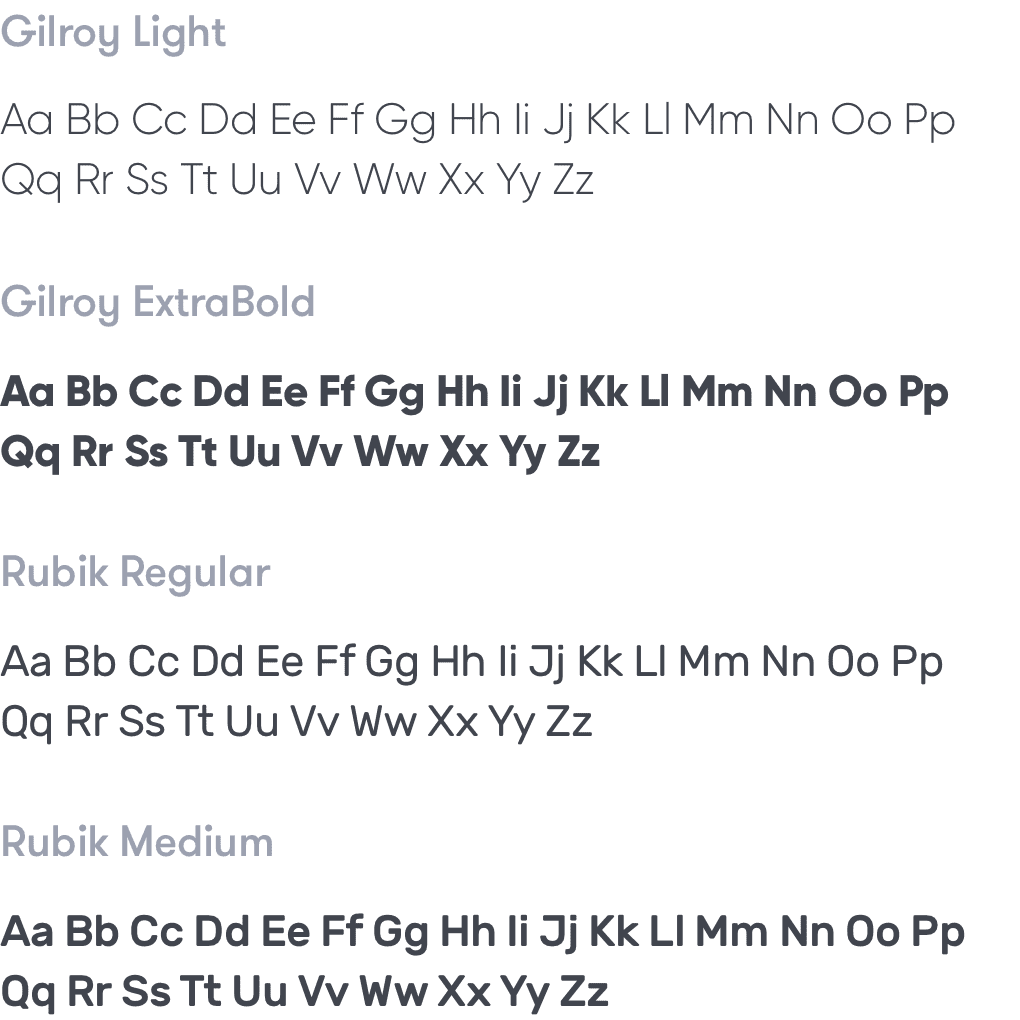 Gilroy Light
Aa Bb Cc Dd Ee Ff Gg Hh Ii Jj Kk Ll Mm Nn Oo Pp
Qq Rr Ss Tt Uu Vv Ww Xx Yy Zz
Gilroy ExtraBold
Aa Bb Cc Dd Ee Ff Gg Hh Ii Jj Kk Ll Mm Nn Oo Pp
Qq Rr Ss Tt Uu Vv Ww Xx Yy Zz
Rubik Regular
Aa Bb Cc Dd Ee Ff Gg Hh Ii Jj Kk Ll Mm Nn Oo Pp
Qq Rr Ss Tt Uu Vv Ww Xx Yy Zz
Rubik Medium
Aa Bb Cc Dd Ee Ff Gg Hh Ii Jj Kk Ll Mm Nn Oo Pp
Qq Rr Ss Tt Uu Vv Ww Xx Yy Zz